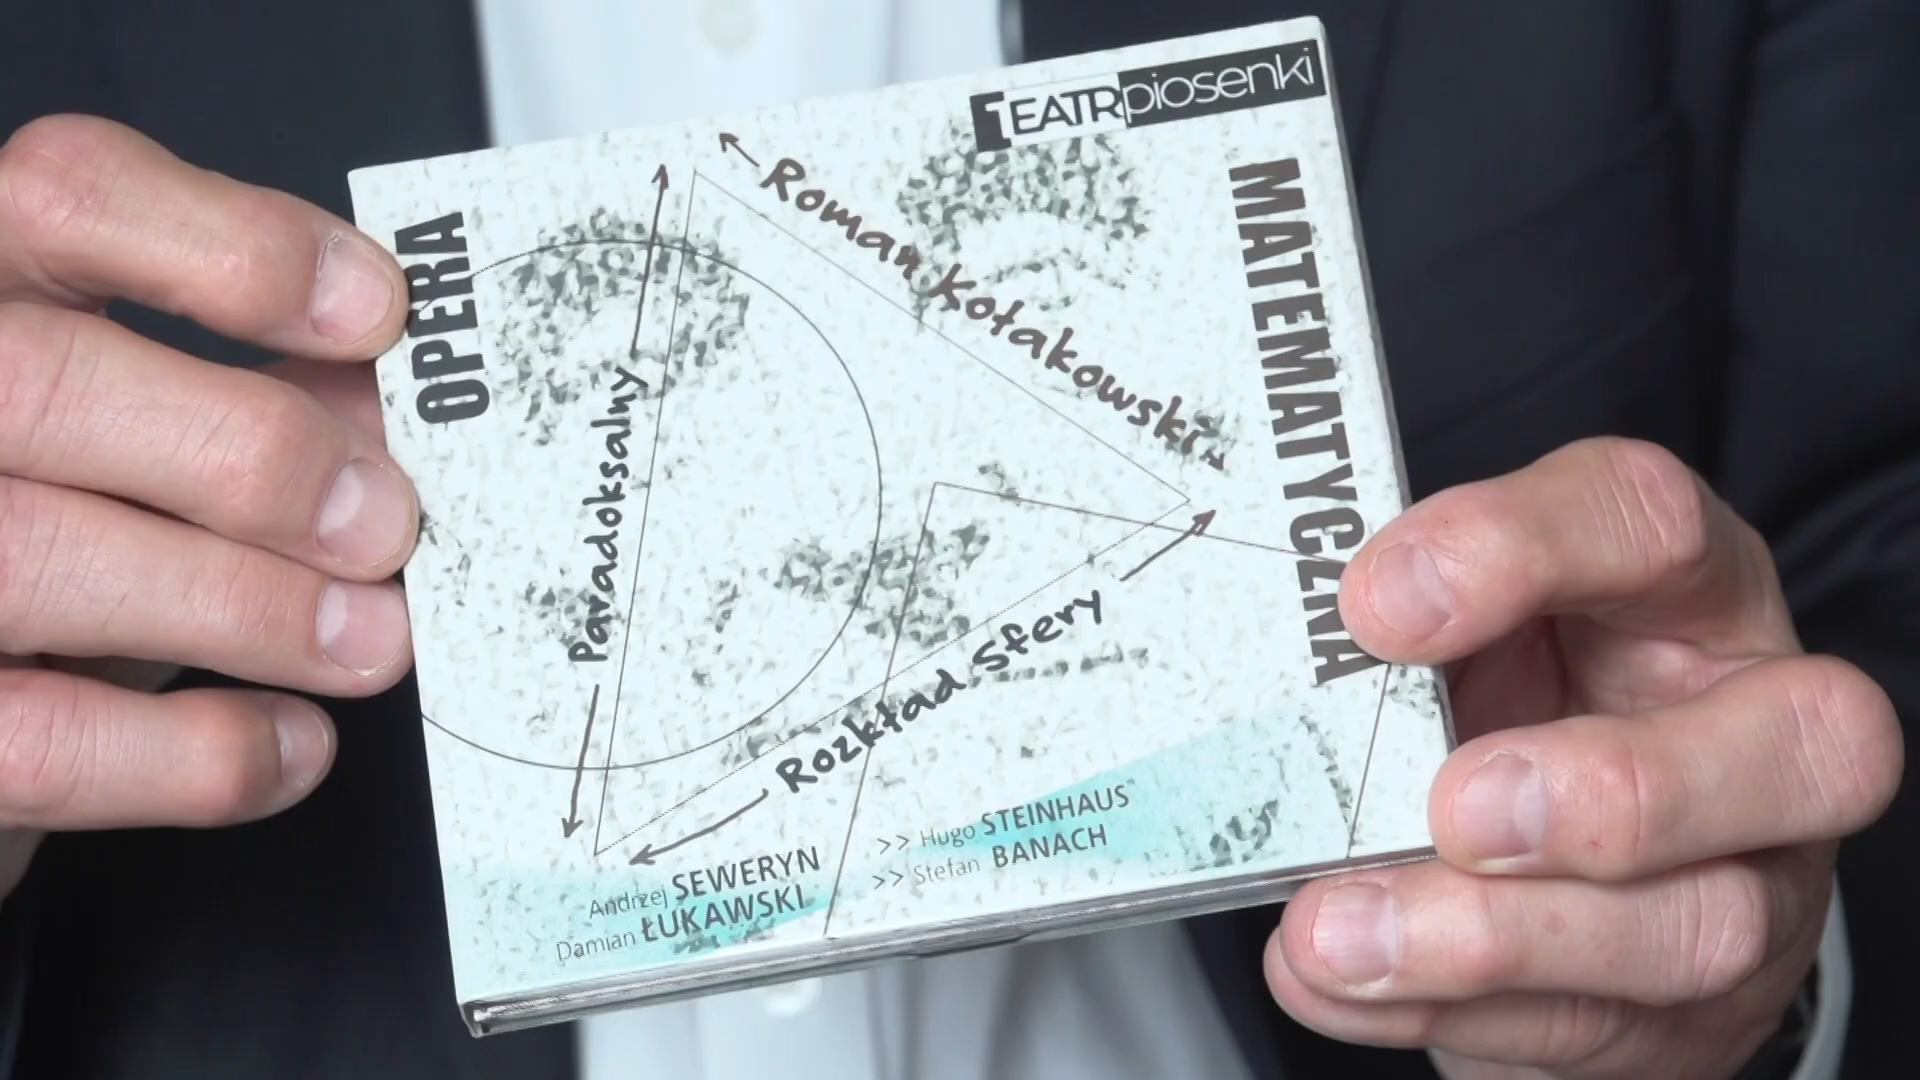 TEATRpiosenki
OPERA
MATEMATYCZNA
Roman Kołakowski
Paradoksalny
Rozkład Sfery
Andrzej SEWERYN >> Hugo STEINHAUS
Damian ŁUKAWSKI >> Stefan BANACH